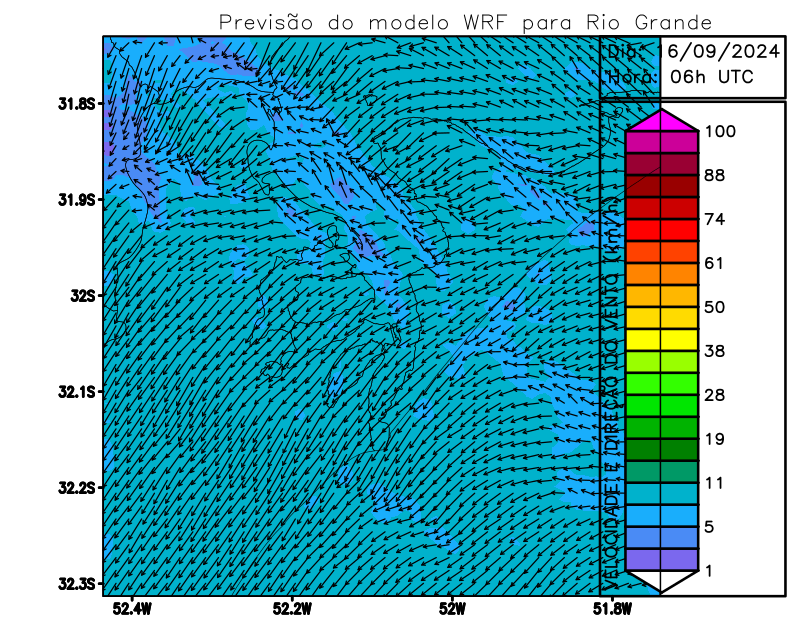 Previsão do modelo WRF para Rio Grande
Dia: 16/09/2024
Hora: 06h UTC
31.8S
31.9S
32S
32.1S
32.2S
32.3S
52.4W
52.2W
52W
51.8W
VELOCIDADE E DIREÇÃO DO VENTO (km/h)
100
88
74
61
50
38
28
19
11
5
1